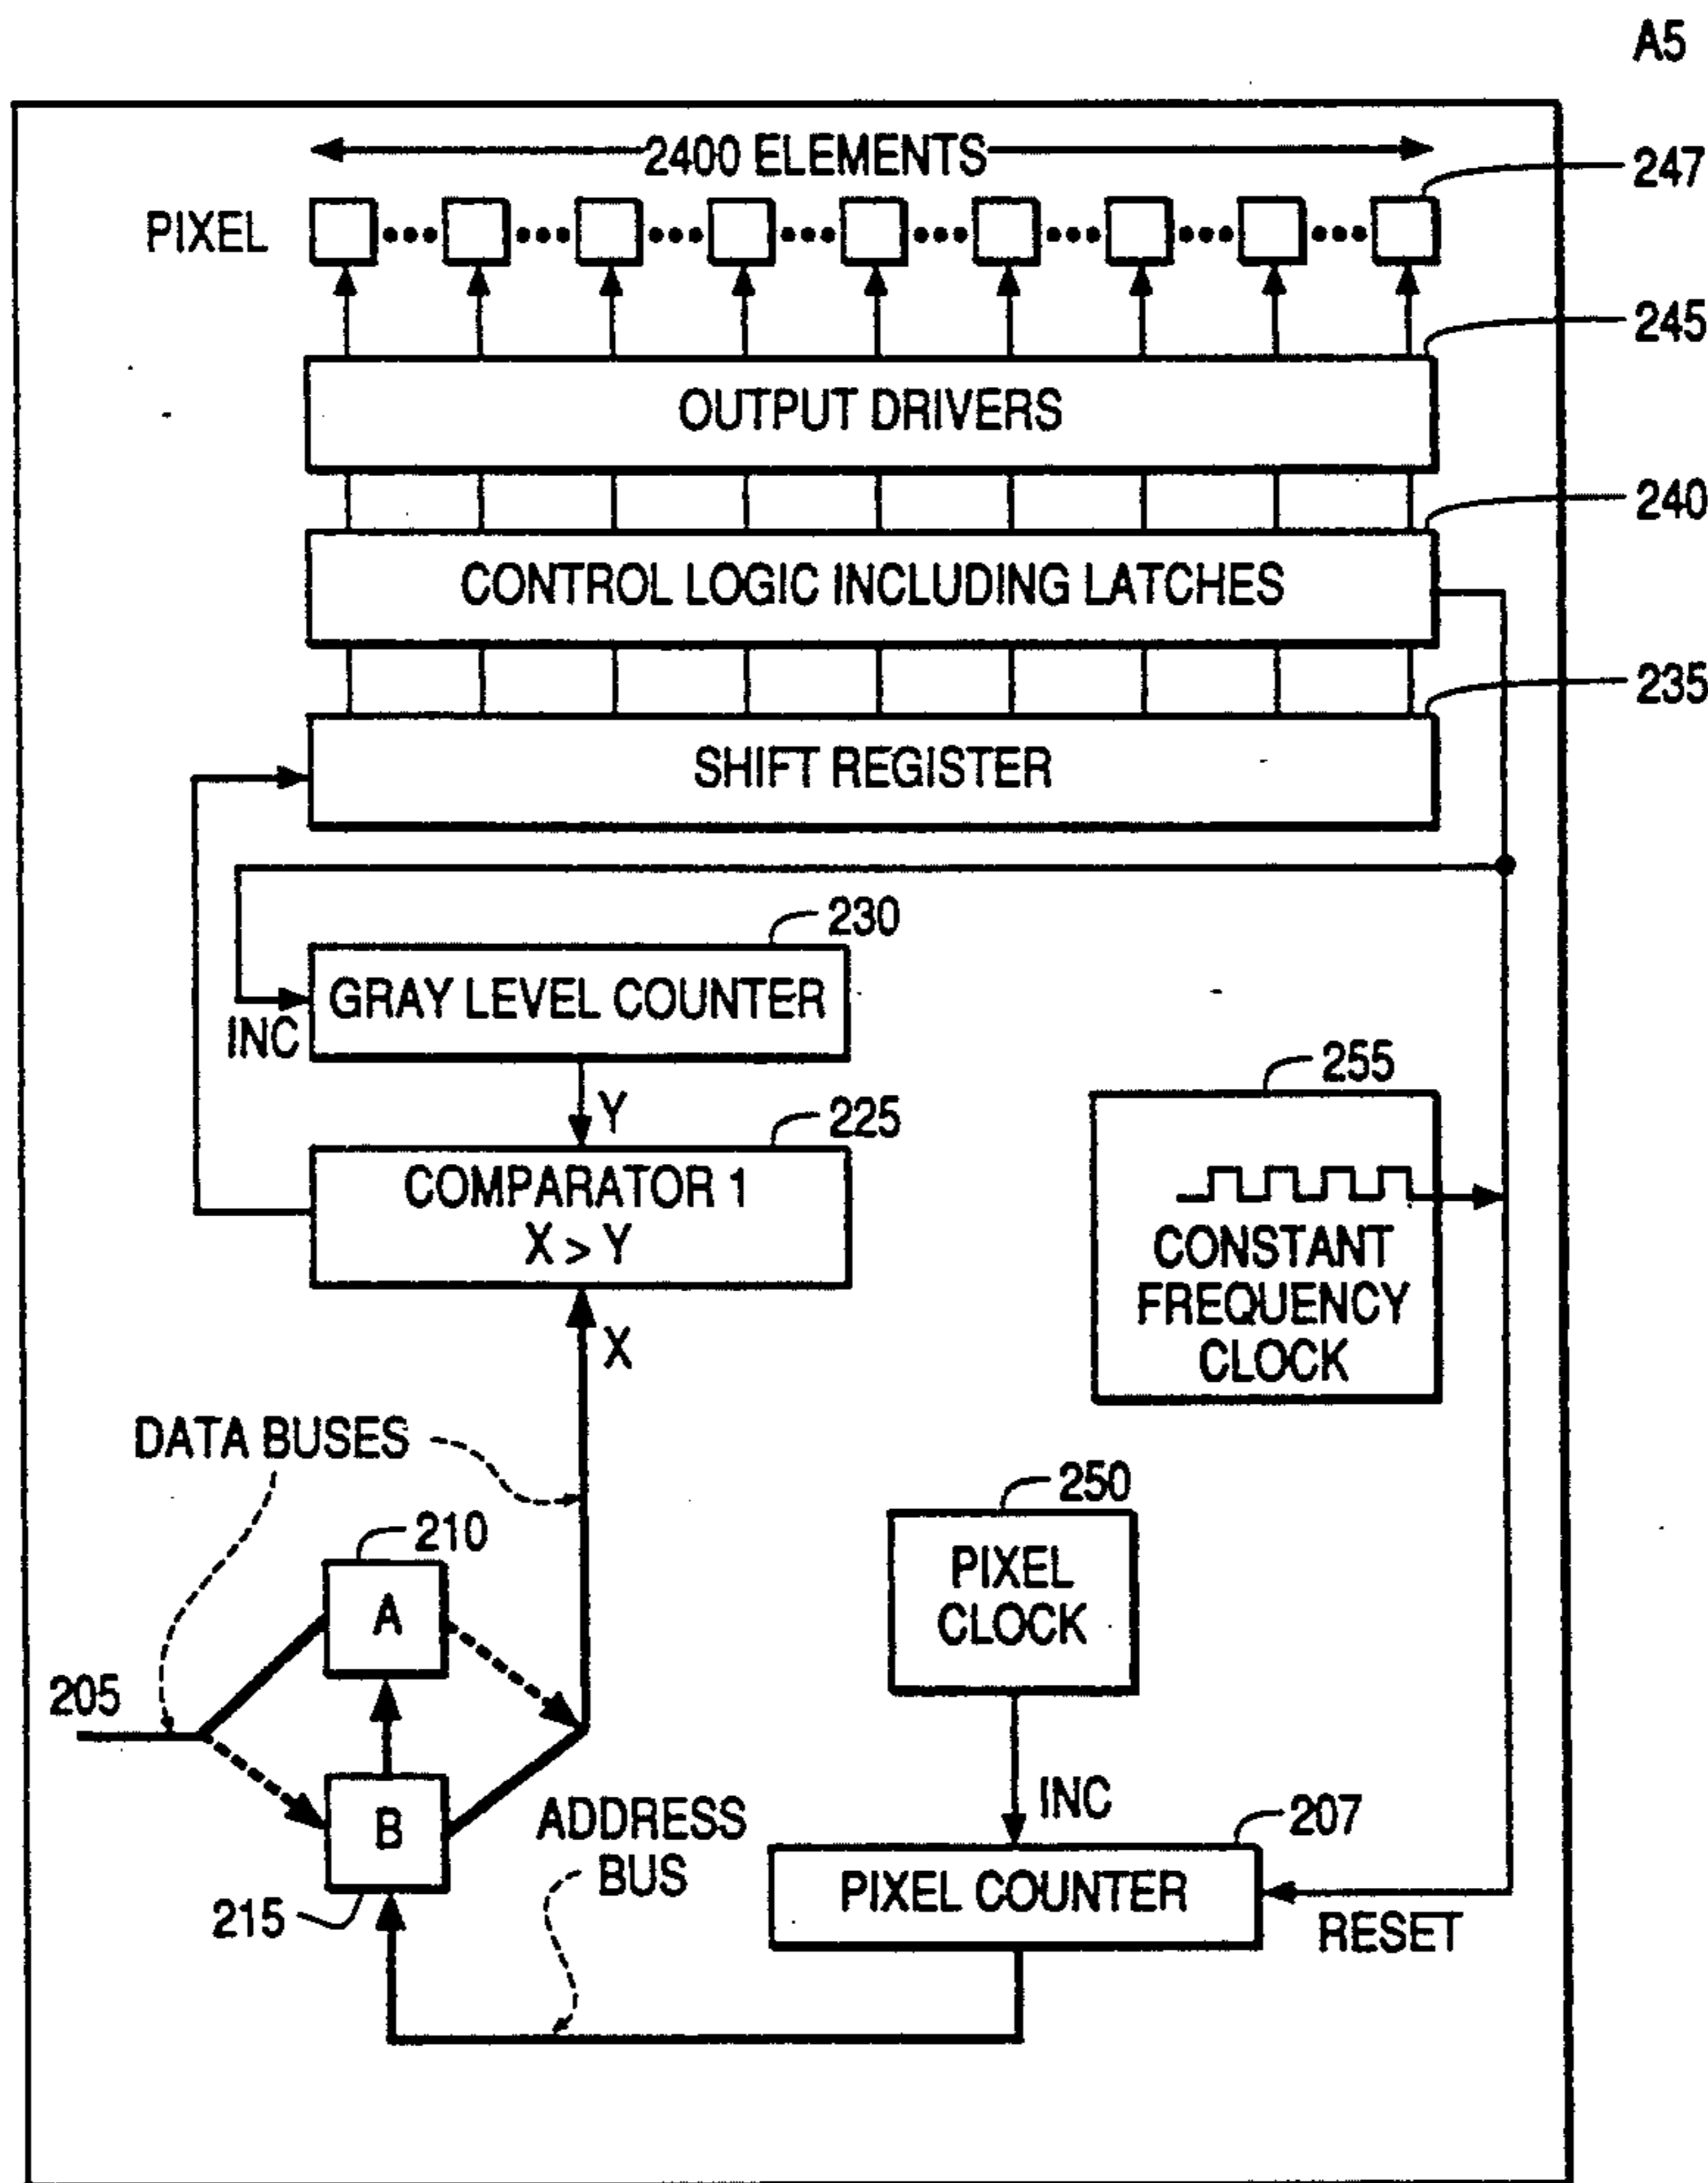 A5
2400 ELEMENTS
247
PIXEL
245
OUTPUT DRIVERS
240
CONTROL LOGIC INCLUDING LATCHES
235
SHIFT REGISTER
230
GRAY LEVEL COUNTER
INC
Y
225
COMPARATOR 1
X > Y
X
255
CONSTANT
FREQUENCY
CLOCK
DATA BUSES
250
PIXEL
CLOCK
210
A
205
B
215
ADDRESS
BUS
INC
207
PIXEL COUNTER
RESET